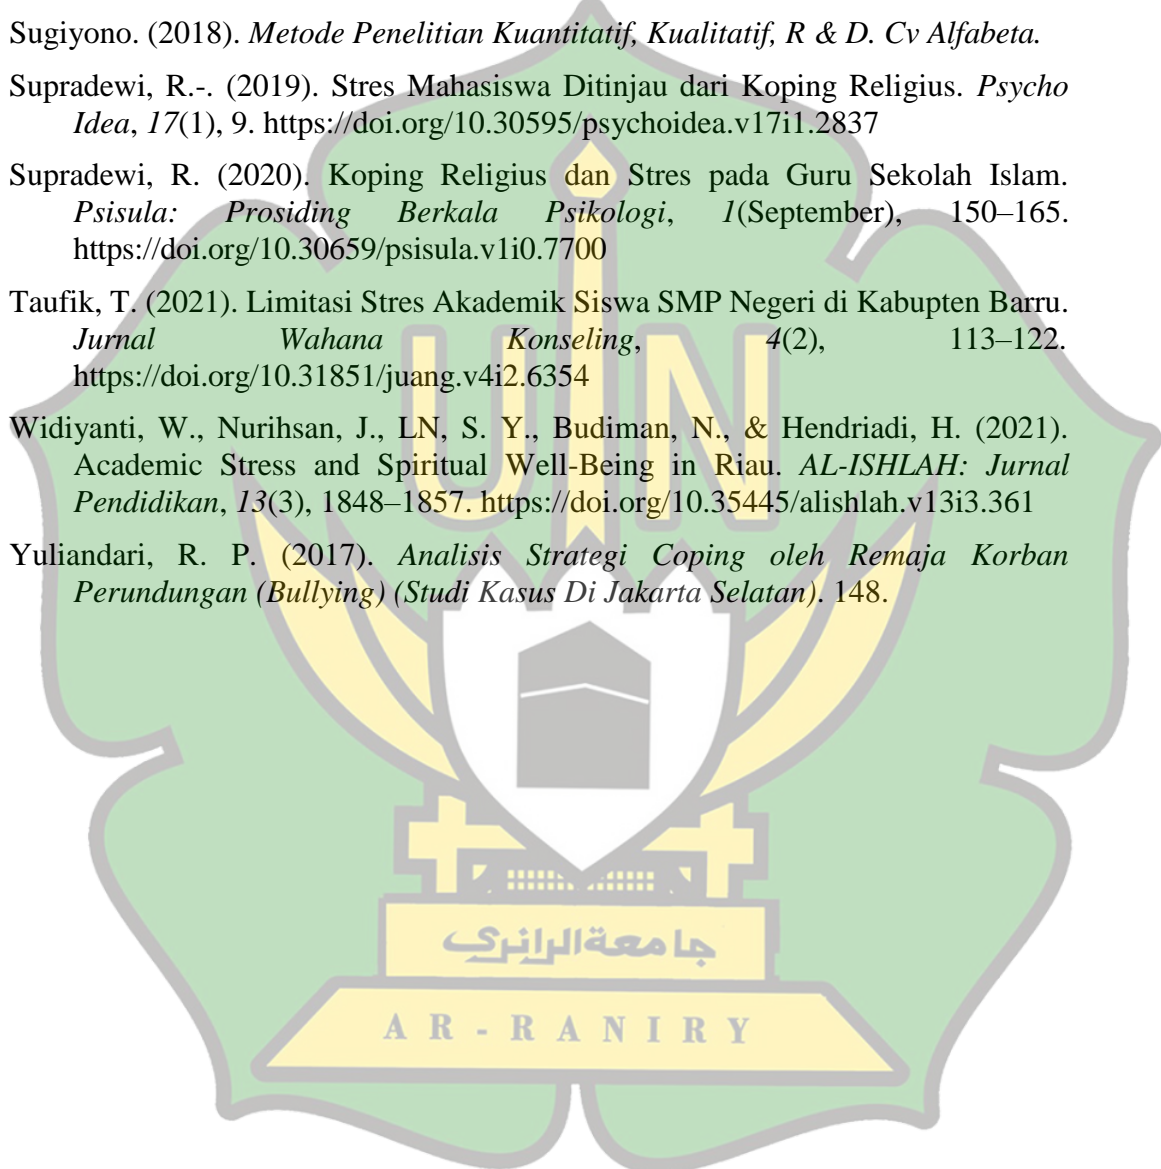 Sugiyono. (2018). Metode Penelitian Kuantitatif, Kualitatif, R & D. Cv Alfabeta.
Supradewi, R.-. (2019). Stres Mahasiswa Ditinjau dari Koping Religius. Psycho
Idea, 17(1), 9. https://doi.org/10.30595/psychoidea.v17i1.2837
Supradewi, R. (2020). Koping Religius dan Stres pada Guru Sekolah Islam.
Psisula: Prosiding Berkala Psikologi, 1(September), 150–165.
https://doi.org/10.30659/psisula.v1i0.7700
Taufik, T. (2021). Limitasi Stres Akademik Siswa SMP Negeri di Kabupten Barru.
Jurnal Wahana Konseling, 4(2), 113–122.
https://doi.org/10.31851/juang.v4i2.6354
Widiyanti, W., Nurihsan, J., LN, S. Y., Budiman, N., & Hendriadi, H. (2021).
Academic Stress and Spiritual Well-Being in Riau. AL-ISHLAH: Jurnal
Pendidikan, 13(3), 1848–1857. https://doi.org/10.35445/alishlah.v13i3.361
Yuliandari, R. P. (2017). Analisis Strategi Coping oleh Remaja Korban
Perundungan (Bullying) (Studi Kasus Di Jakarta Selatan). 148.
UIN
جامعةالرانري
AR-RANIRY